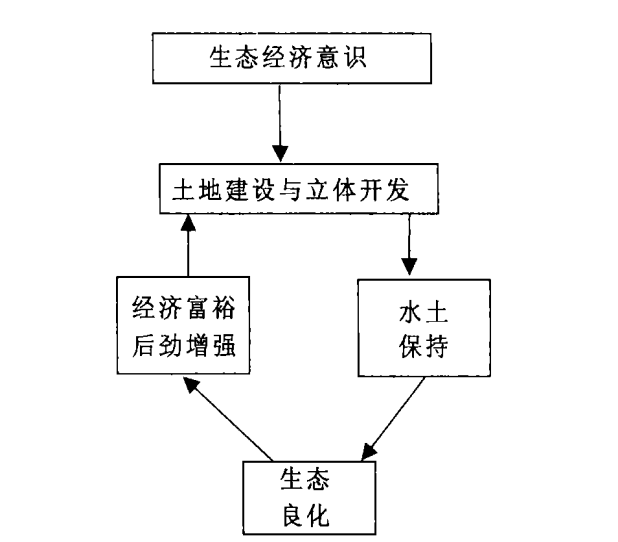 生态经济意识
土地建设与立体开发
经济富裕
后劲增强
水土
保持
生态
良化